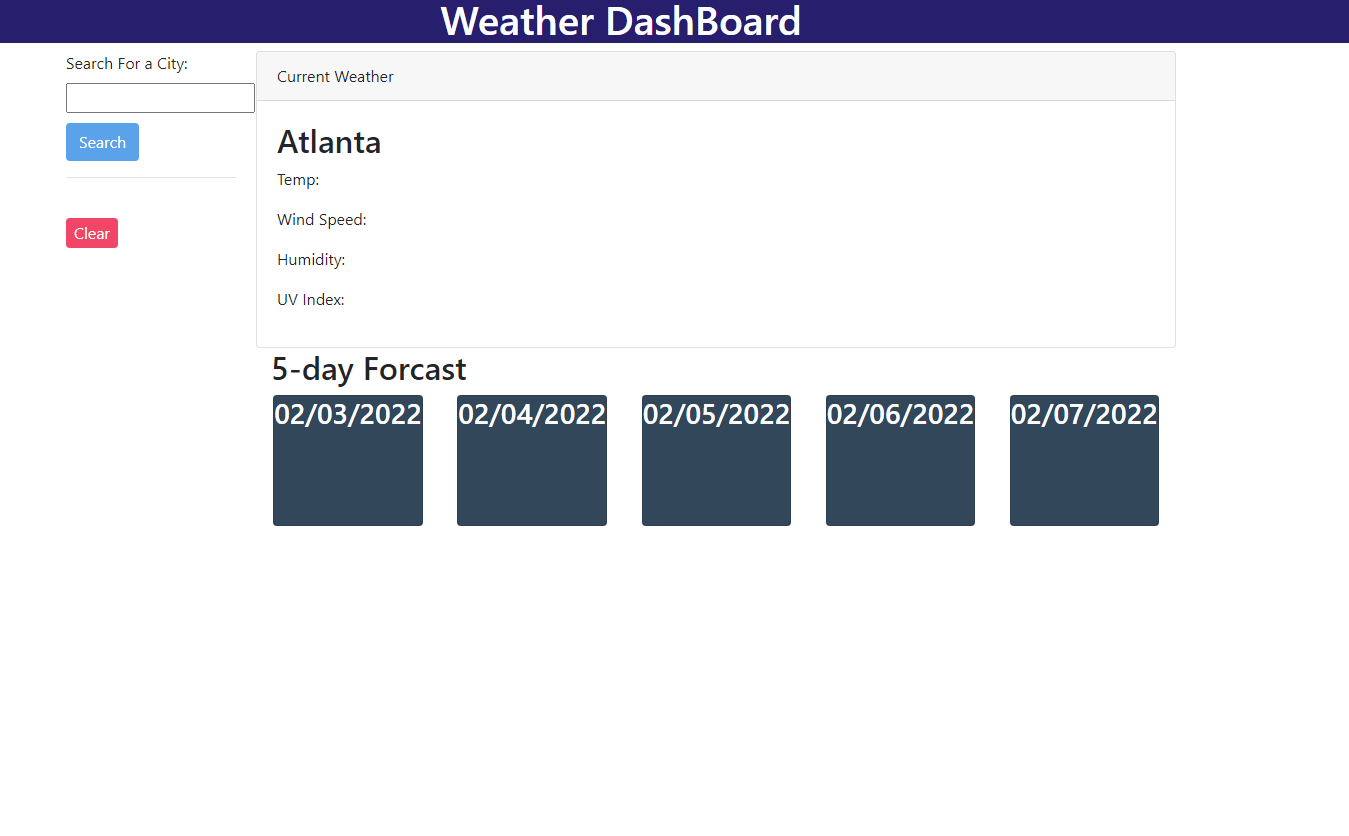 Weather DashBoard
Search For a City:
Search
Clear
Current Weather
Atlanta
Temp:
Wind Speed:
Humidity:
UV Index:
5-day Forcast
02/03/2022 02/04/2022 02/05/2022 02/06/2022 02/07/2022